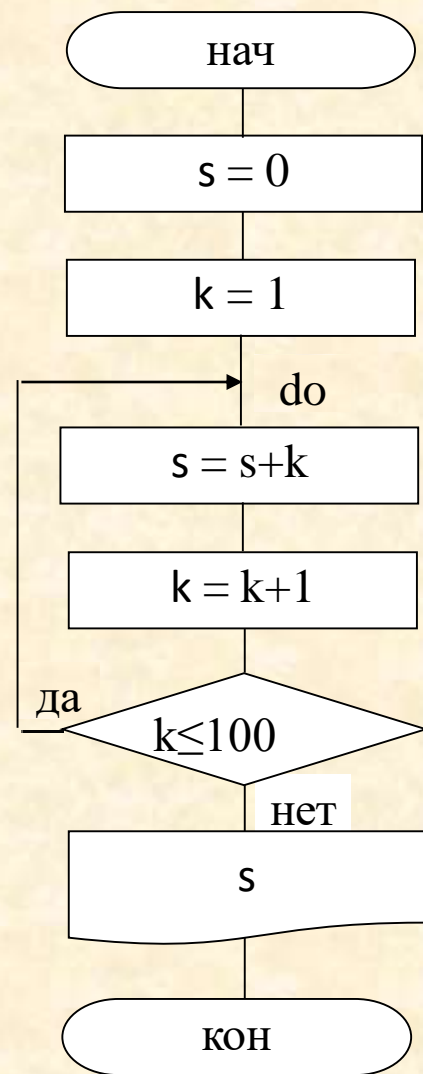 нач
s = 0
k = 1
do
s = s+k
k = k+1
да
k≤100
нет
s
кон